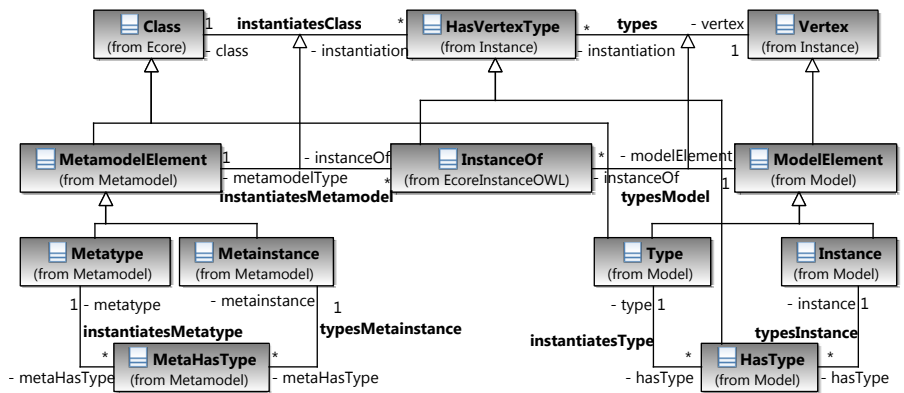 Class
(from Ecore)
1
instantiatesClass
*
- class
- instantiation
HasVertexType
(from Instance)
*
types
- vertex
- instantiation
1
Vertex
(from Instance)
MetamodelElement
(from Metamodel)
1
- instanceOf
- metamodelType
*
instantiatesMetamodel
InstanceOf
(from EcoreInstanceOWL)
*
- modelElement
- instanceOf
1
typesModel
ModelElement
(from Model)
Metatype
(from Metamodel)
Metainstance
(from Metamodel)
Type
(from Model)
Instance
(from Model)
1
- metatype
- metainstance
1
- type
1
- instance
1
instantiatesMetatype
typesMetainstance
instantiatesType
typesInstance
*
MetaHasType
(from Metamodel)
*
- metaHasType
- metaHasType
*
HasType
(from Model)
*
- hasType
- hasType